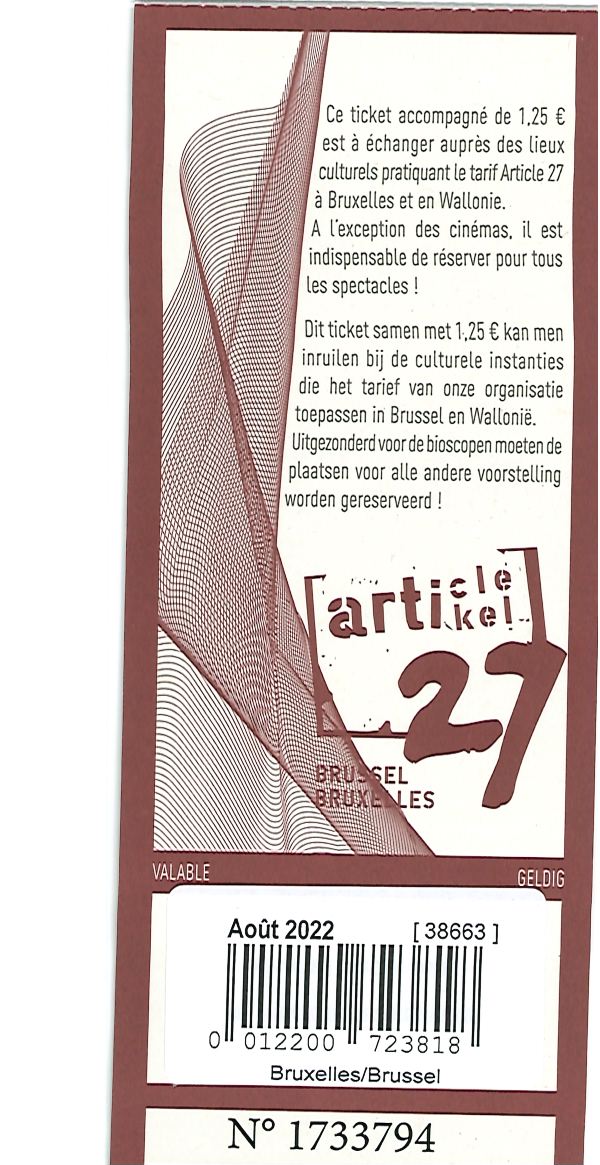 Ce ticket accompagné de 1,25 €
est à échanger auprès des lieux
culturels pratiquant le tarif Article 27
à Bruxelles et en Wallonie.
A l'exception des cinémas, il est
indispensable de réserver pour tous
les spectacles !
Dit ticket samen met 1,25 € kan men
inruilen bij de culturele instanties
die het tarief van onze organisatie
toepassen in Brussel en Wallonië.
Uitgezonderd voor de bioscopen moeten de
plaatsen voor alle andere voorstelling
worden gereserveerd !
[article
kel]
27
BRUSSEL
BRUXELLES
VALABLE GELDIG
Août 2022 [ 38663 ]
0 012200 723818
Bruxelles/Brussel
N° 1733794